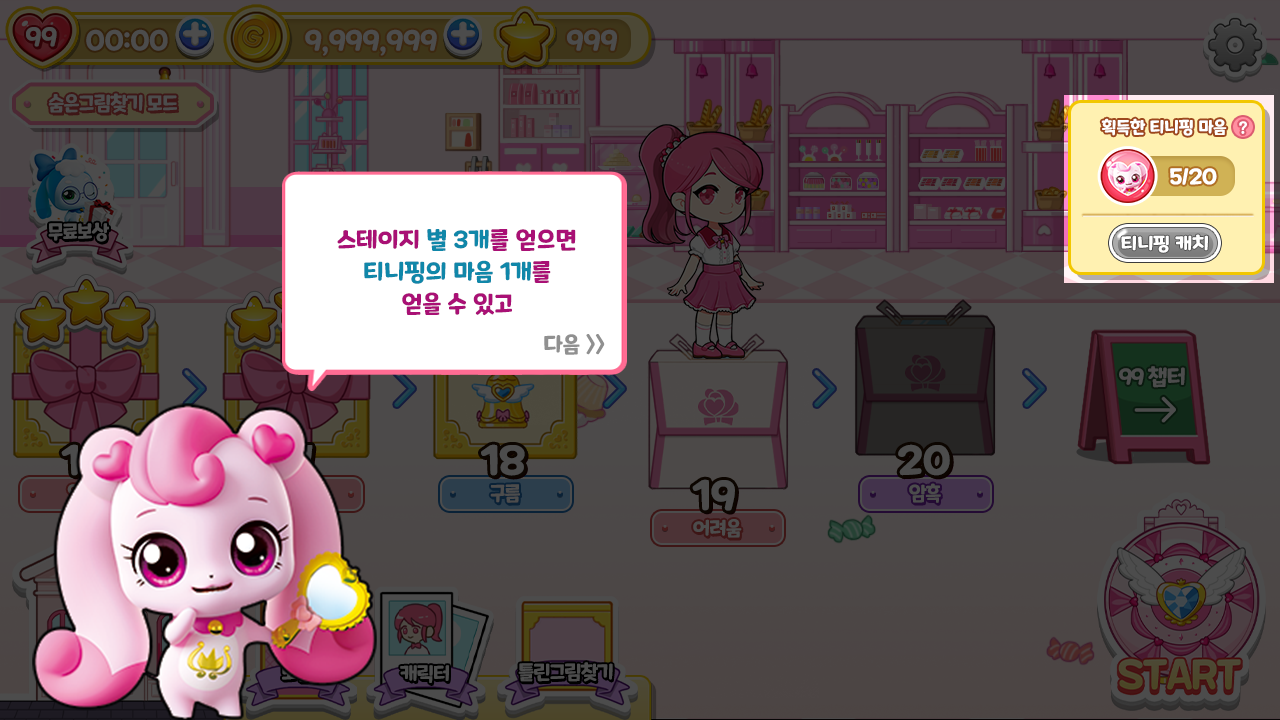 99
00:00
9,999,999
999
숨은그림찾기 모드
획득한 티니핑 마음 ?
5/20
티니핑 캐치
무료보상
스테이지 별 3개를 얻으면
티니핑의 마음 1개를
얻을 수 있고
다음 》
99 챕터
18
구름
19
어려움
20
암흑
캐릭터
틀린그림찾기
START